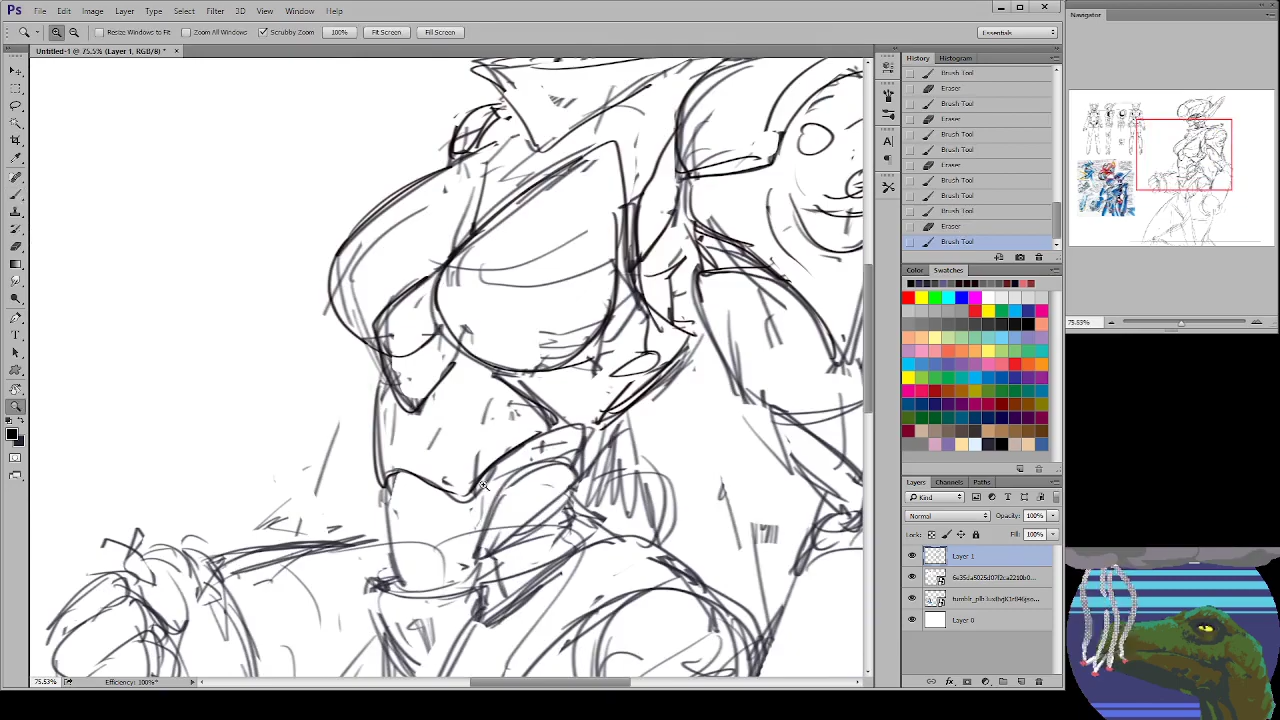 Ps File Edit Image Layer Type Select Filter 3D View Window Help
Resize Windows to Fit Zoom All Windows Scrubby Zoom 100% Fit Screen Fill Screen Essentials
Untitled-1 @ 75.5% (Layer 1, RGB/8) * ×
Navigator
History Histogram
Brush Tool
Eraser
Brush Tool
Eraser
Brush Tool
Brush Tool
Eraser
Brush Tool
Brush Tool
Brush Tool
Eraser
Brush Tool
75.83%
Color Swatches
Layers Channels Paths
Kind
Normal Opacity: 100%
Lock: Fill: 100%
Layer 1
Layer 0
75.53% Efficiency: 100%*